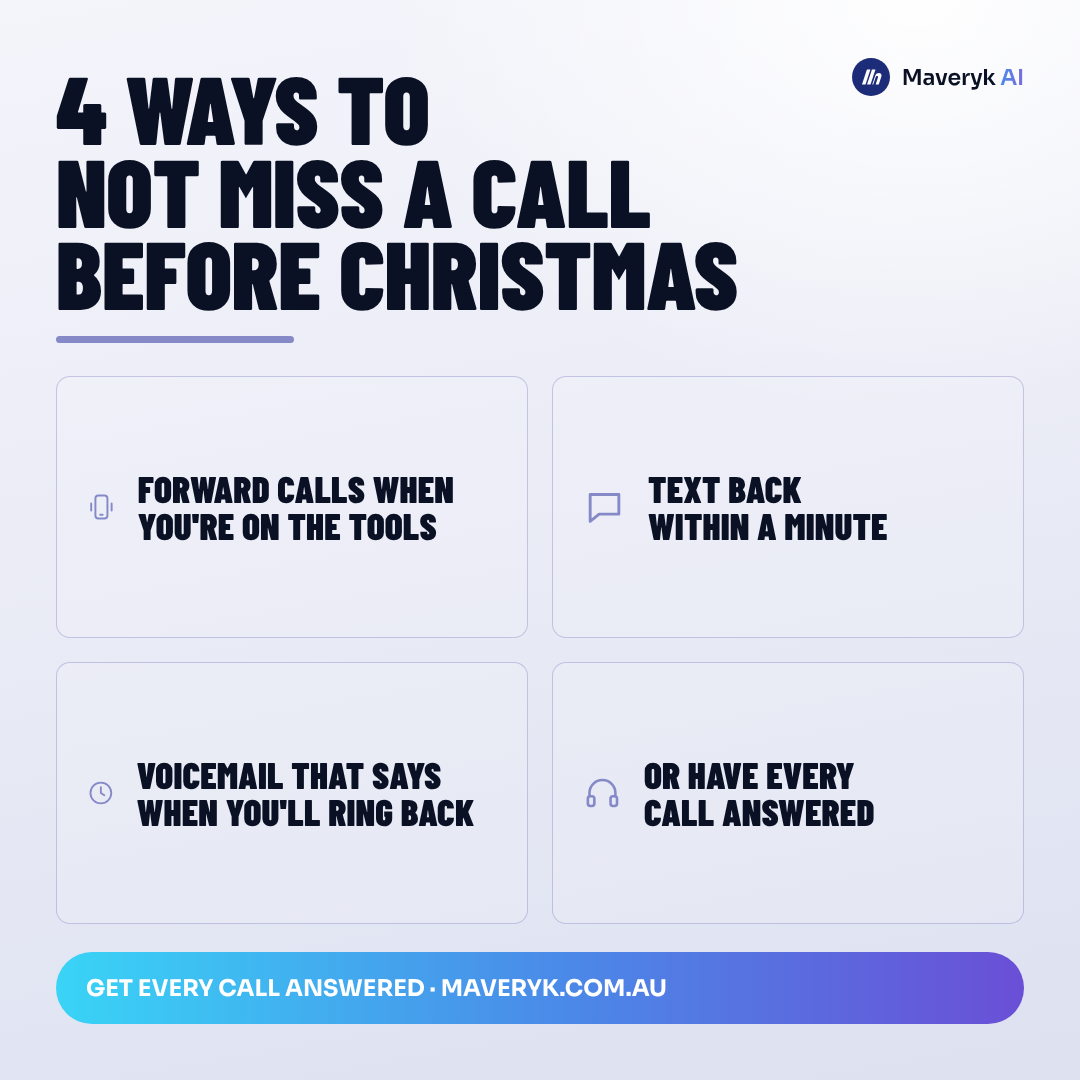 4 WAYS TO
NOT MISS A CALL
BEFORE CHRISTMAS
Maveryk AI
FORWARD CALLS WHEN
YOU'RE ON THE TOOLS
TEXT BACK
WITHIN A MINUTE
VOICEMAIL THAT SAYS
WHEN YOU'LL RING BACK
OR HAVE EVERY
CALL ANSWERED
GET EVERY CALL ANSWERED · MAVERYK.COM.AU